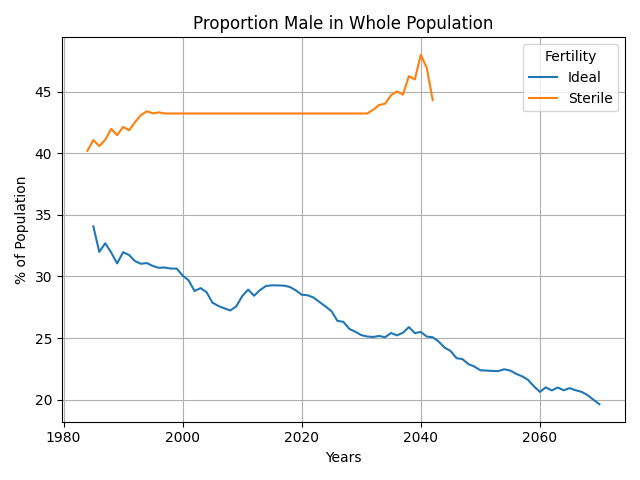 Proportion Male in Whole Population
Fertility
Ideal
Sterile
% of Population
45
40
35
30
25
20
1980
2000
2020
2040
2060
Years